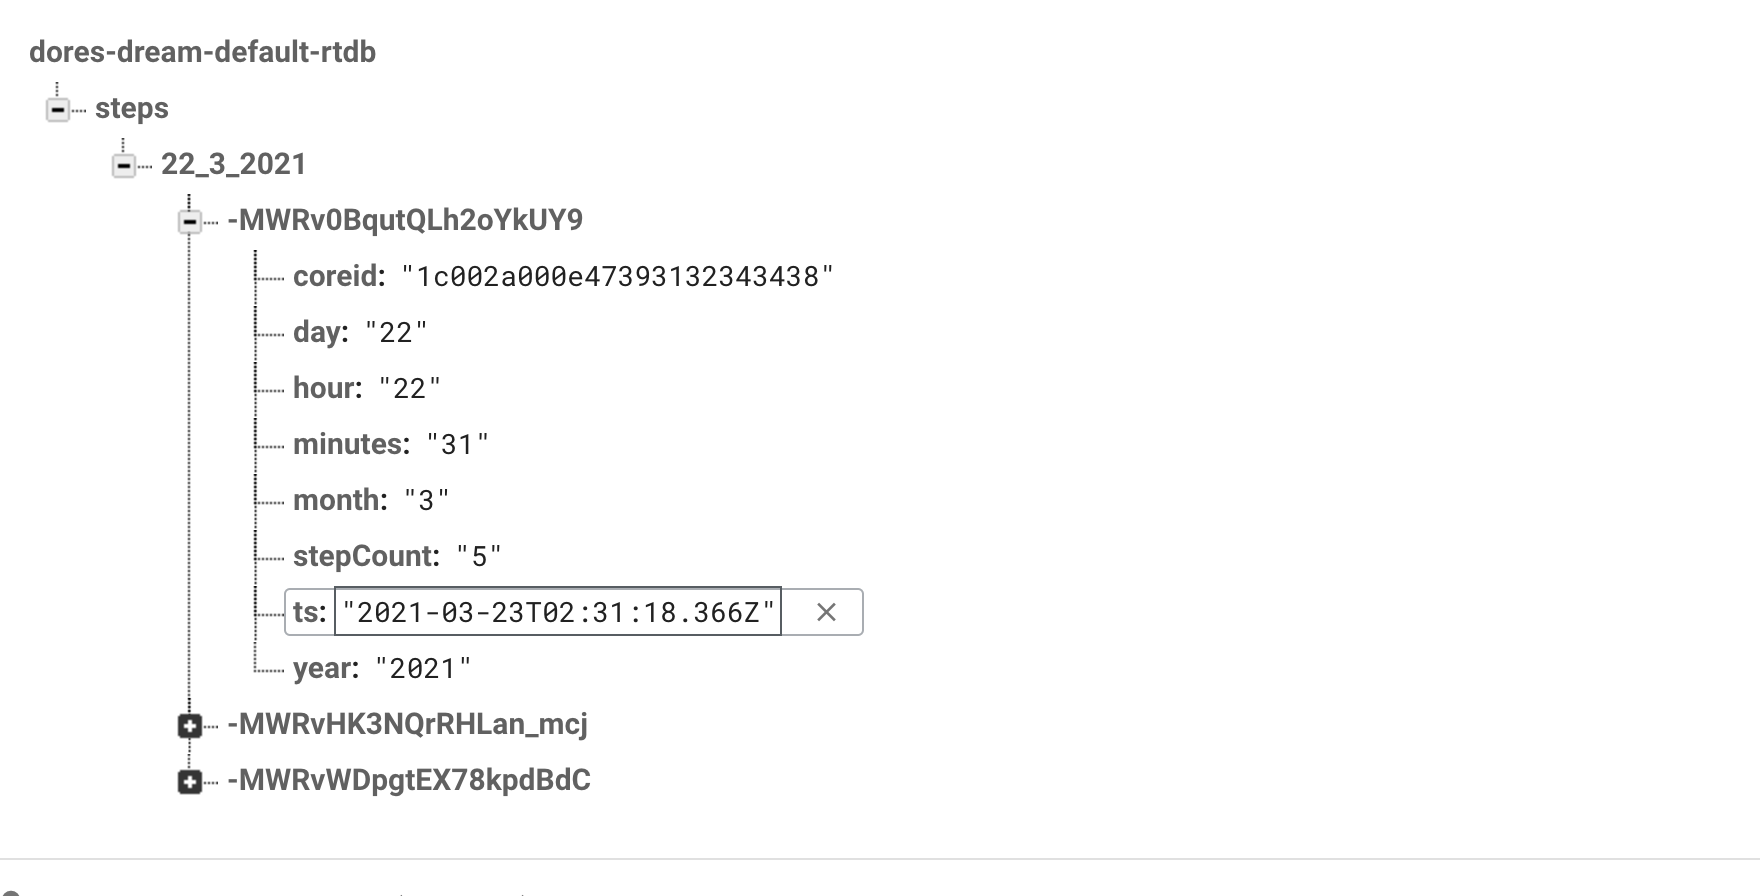 dores-dream-default-rtdb
steps
22_3_2021
-MWRv0BqutQLh2oYkUY9
coreid: "1c002a000e47393132343438"
day: "22"
hour: "22"
minutes: "31"
month: "3"
stepCount: "5"
ts: "2021-03-23T02:31:18.366Z"
year: "2021"
-MWRvHK3NQrRHLan_mcj
-MWRvWDpgtEX78kpdBdC